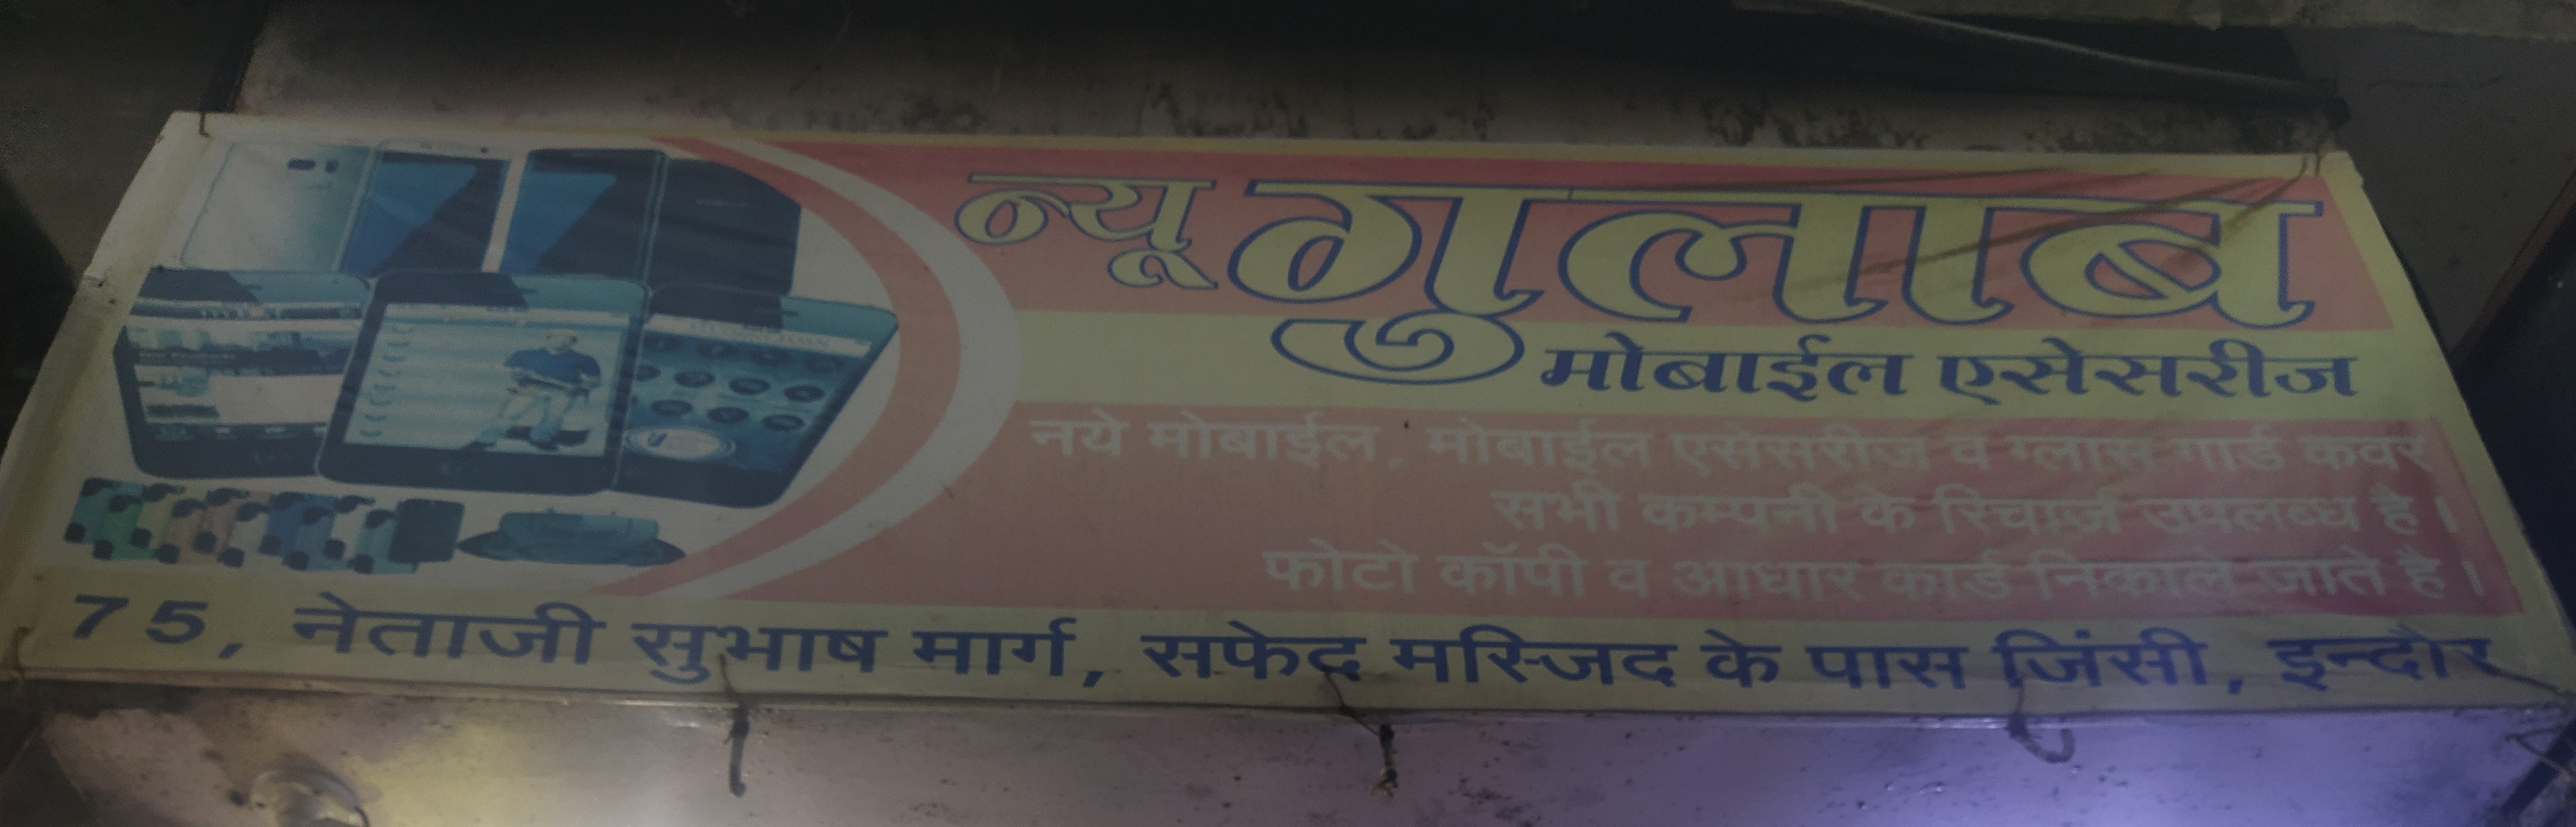 न्यू गुलाब
मोबाईल एसेसरीज
नये मोबाईल, मोबाईल एसेसरीज व ग्लास गार्ड कवर
सभी कम्पनी के रिचार्ज उपलब्ध है।
फोटो कॉपी व आधार कार्ड निकाले जाते है।
75, नेताजी सुभाष मार्ग, सफेद मस्जिद के पास जिंसी, इन्दौर